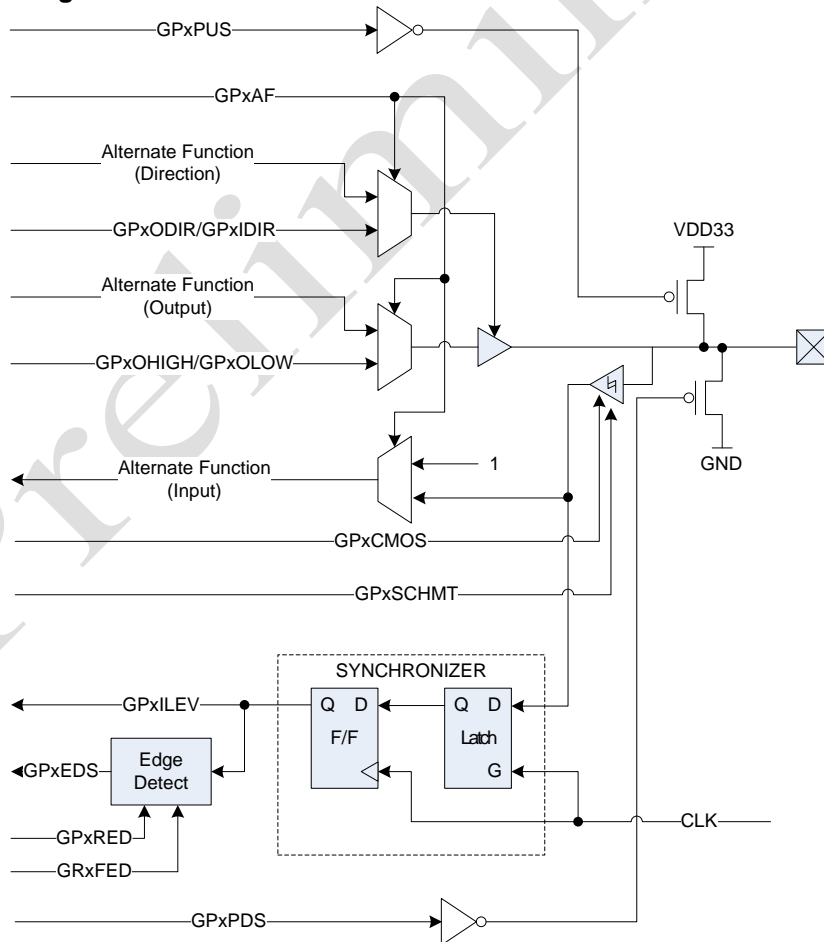 GPxPUS
GPxAF
Alternate Function
(Direction)
GPxODIR/GPxIDIR
VDD33
Alternate Function
(Output)
GPxOHIGH/GPxOLOW
GND
Alternate Function
(Input)
1
GPxCMOS
GPxSCHMT
SYNCHRONIZER
GPxILEV
Q D
F/F
Q D
Latch
G
GPxEDS
Edge
Detect
CLK
GPxRED
GRxFED
GPxPDS